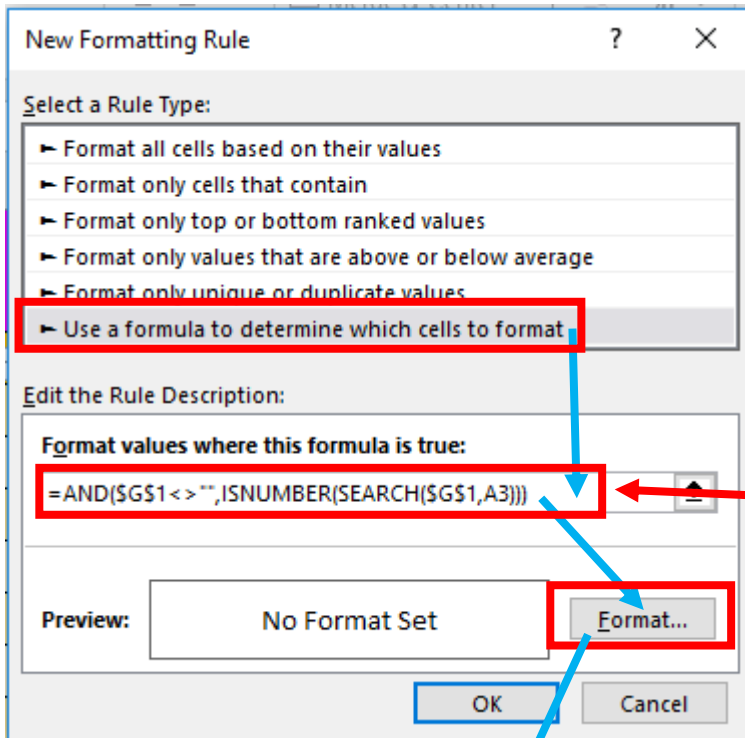 New Formatting Rule ? ×
Select a Rule Type:
► Format all cells based on their values
► Format only cells that contain
► Format only top or bottom ranked values
► Format only values that are above or below average
► Format only unique or duplicate values
► Use a formula to determine which cells to format
Edit the Rule Description:
Format values where this formula is true:
=AND($G$1<>"",ISNUMBER(SEARCH($G$1,A3)))
Preview: No Format Set Format...
OK Cancel